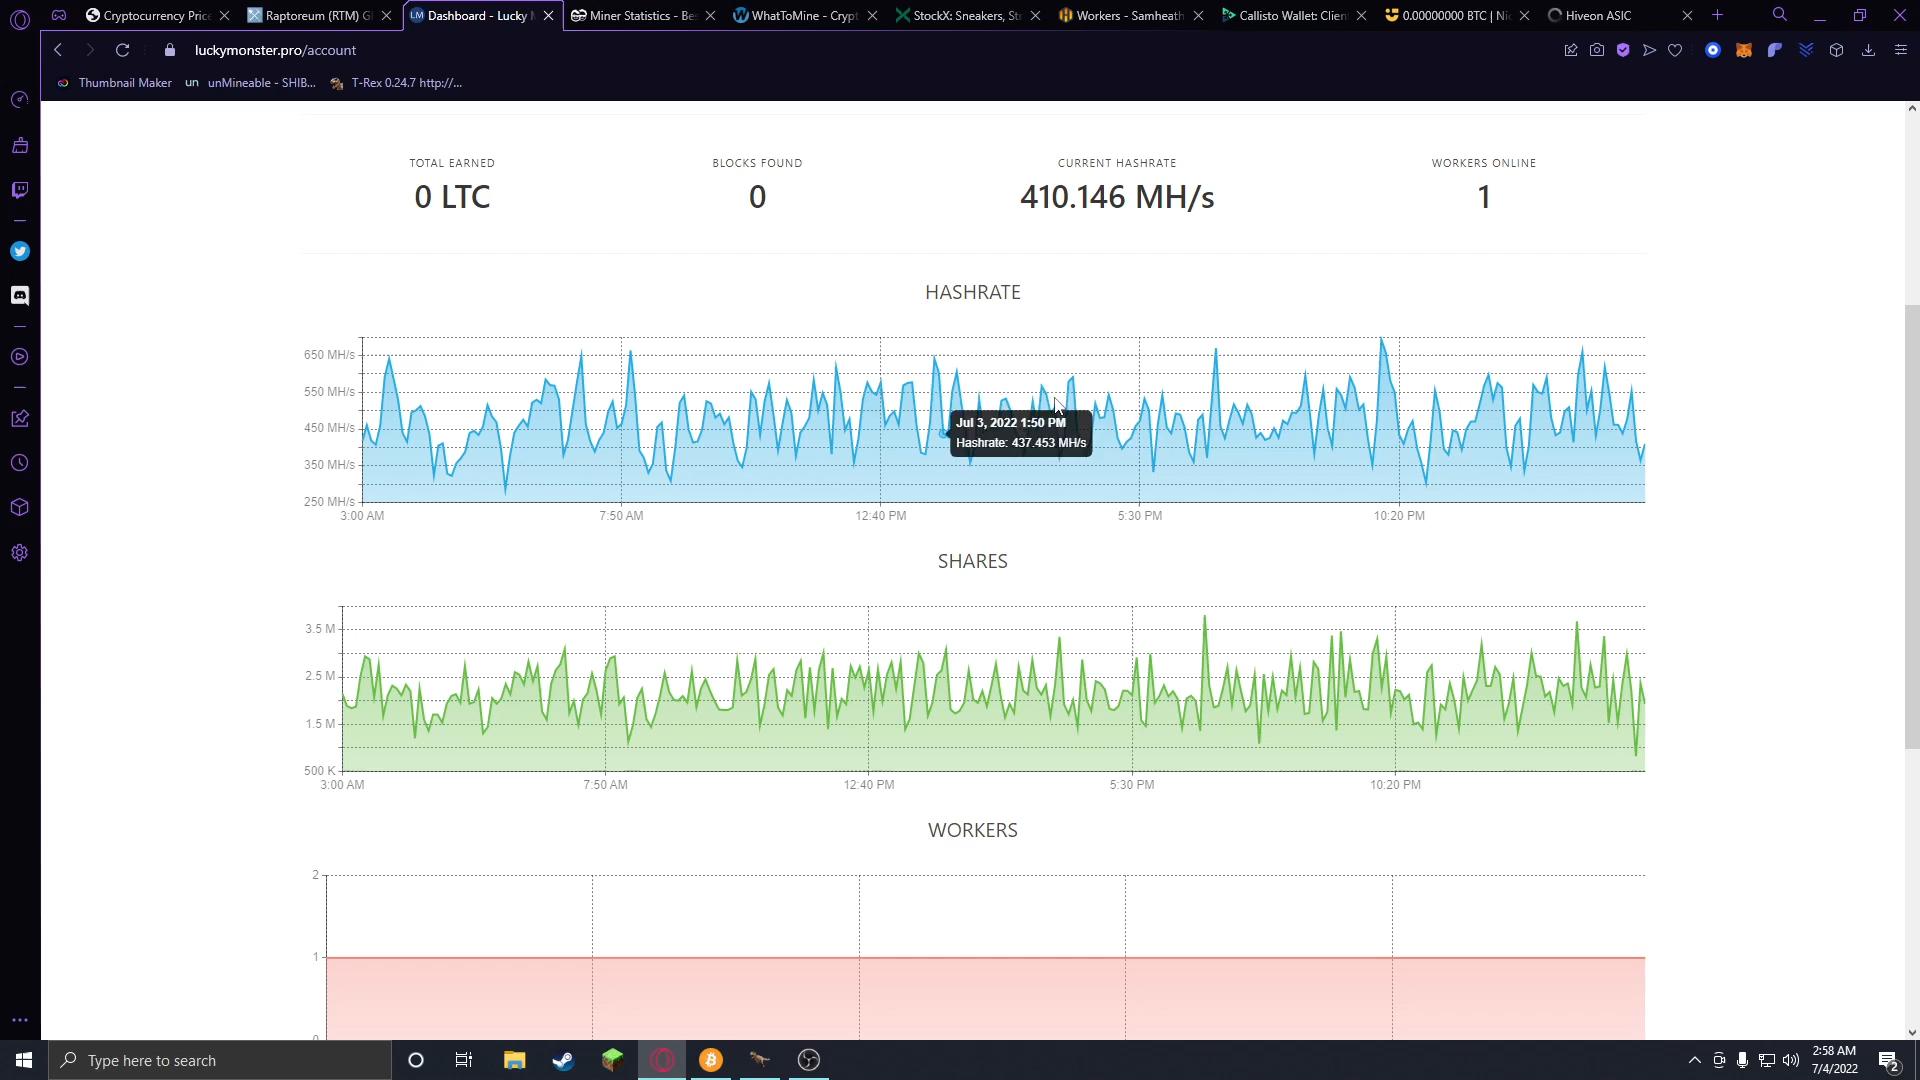 Cryptocurrency Pric
Raptoreum (RTM) G
LM Dashboard - Lucky
Miner Statistics - Be
WhatToMine - Crypt
StockX: Sneakers, St
Workers - Samheath
Callisto Wallet: Clien
0.00000000 BTC | Ni
Hiveon ASIC
luckymonster.pro/account
Thumbnail Maker
un unMineable - SHIB...
T-Rex 0.24.7 http://...
TOTAL EARNED
0 LTC
BLOCKS FOUND
0
CURRENT HASHRATE
410.146 MH/s
WORKERS ONLINE
1
HASHRATE
650 MH/s
550 MH/s
450 MH/s
350 MH/s
250 MH/s
Jul 3, 2022 1:50 PM
Hashrate: 437.453 MH/s
3:00 AM 7:50 AM 12:40 PM 5:30 PM 10:20 PM
SHARES
3.5 M
2.5 M
1.5 M
500 K
3:00 AM 7:50 AM 12:40 PM 5:30 PM 10:20 PM
WORKERS
2
1
0
Type here to search
2:58 AM
7/4/2022
2